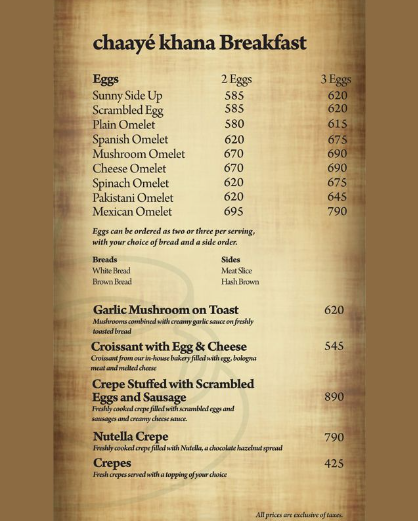 chaayé khana Breakfast
Eggs 2 Eggs 3 Eggs
Sunny Side Up 585 620
Scrambled Egg 585 620
Plain Omelet 580 615
Spanish Omelet 620 675
Mushroom Omelet 670 690
Cheese Omelet 670 690
Spinach Omelet 620 675
Pakistani Omelet 620 645
Mexican Omelet 695 790
Eggs can be ordered as two or three per serving,
with your choice of bread and a side order.
Breads Sides
White Bread Meat Slice
Brown Bread Hash Brown
Garlic Mushroom on Toast 620
Mushrooms combined with creamy garlic sauce on freshly
toasted bread
Croissant with Egg & Cheese 545
Croissant from our in-house bakery filled with egg, bologna
meat and melted cheese
Crepe Stuffed with Scrambled
Eggs and Sausage 890
Freshly cooked crepe filled with scrambled eggs and
sausages and creamy cheese sauce.
Nutella Crepe 790
Freshly cooked crepe filled with Nutella, a chocolate hazelnut spread
Crepes 425
Fresh crepes served with a topping of your choice
All prices are exclusive of taxes.